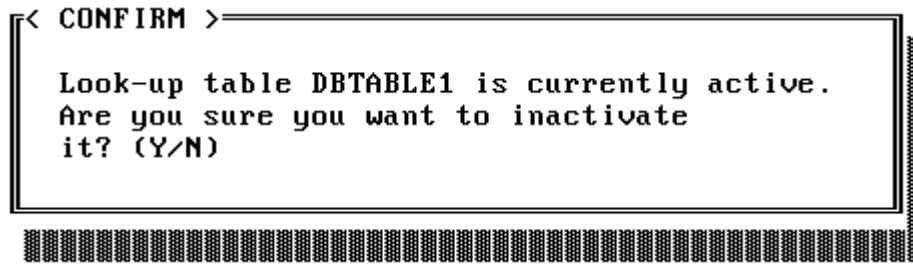 < CONFIRM >
Look-up table DBTABLE1 is currently active.
Are you sure you want to inactivate
it? (Y/N)